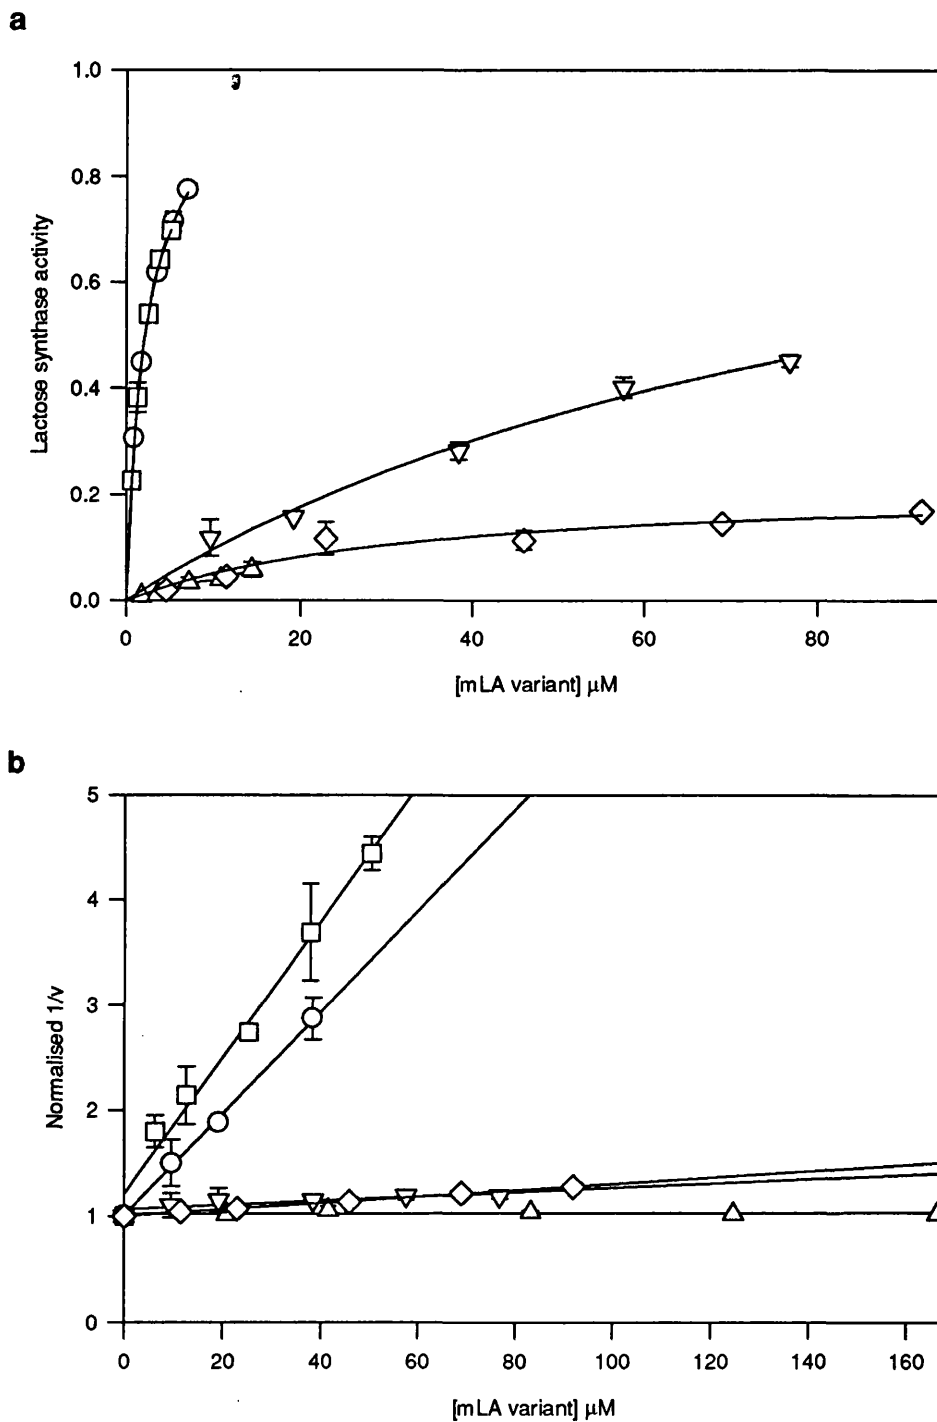 a
1.0
0.8
0.6
0.4
0.2
0.0
Lactose synthase activity
0 20 40 60 80
[mLA variant] μM
b
5
4
3
2
1
0
Normalised 1/v
0 20 40 60 80 100 120 140 160
[mLA variant] μM